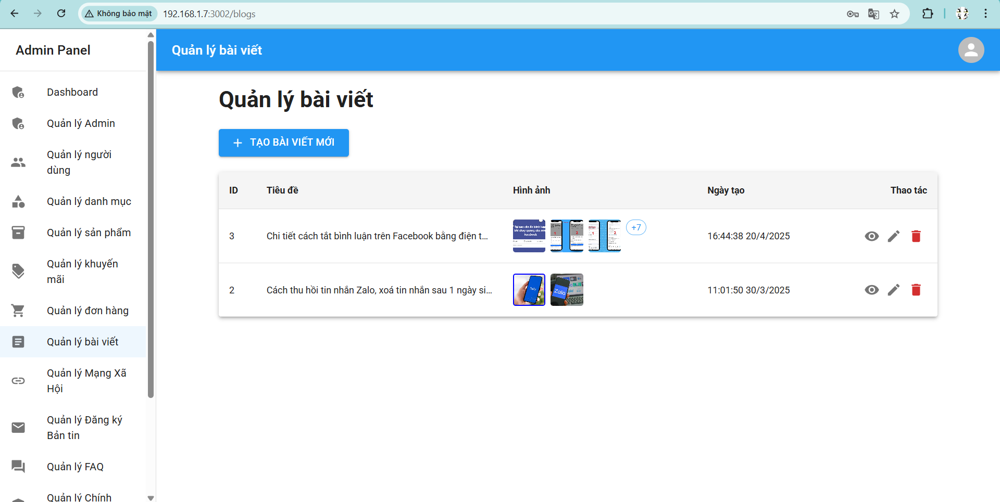 Không bảo mật
192.168.1.7:3002/blogs
Admin Panel
Quản lý bài viết
Dashboard
Quản lý Admin
Quản lý người
dùng
Quản lý danh mục
Quản lý sản phẩm
Quản lý khuyến
mãi
Quản lý đơn hàng
Quản lý bài viết
Quản lý Mạng Xã
Hội
Quản lý Đăng ký
Bản tin
Quản lý FAQ
Quản lý Chính
Quản lý bài viết
TẠO BÀI VIẾT MỚI
ID Tiêu đề Hình ảnh Ngày tạo Thao tác
3 Chi tiết cách tắt bình luận trên Facebook bằng điện t... +7 16:44:38 20/4/2025
2 Cách thu hồi tin nhắn Zalo, xoá tin nhắn sau 1 ngày si... Zalo Zalo 11:01:50 30/3/2025